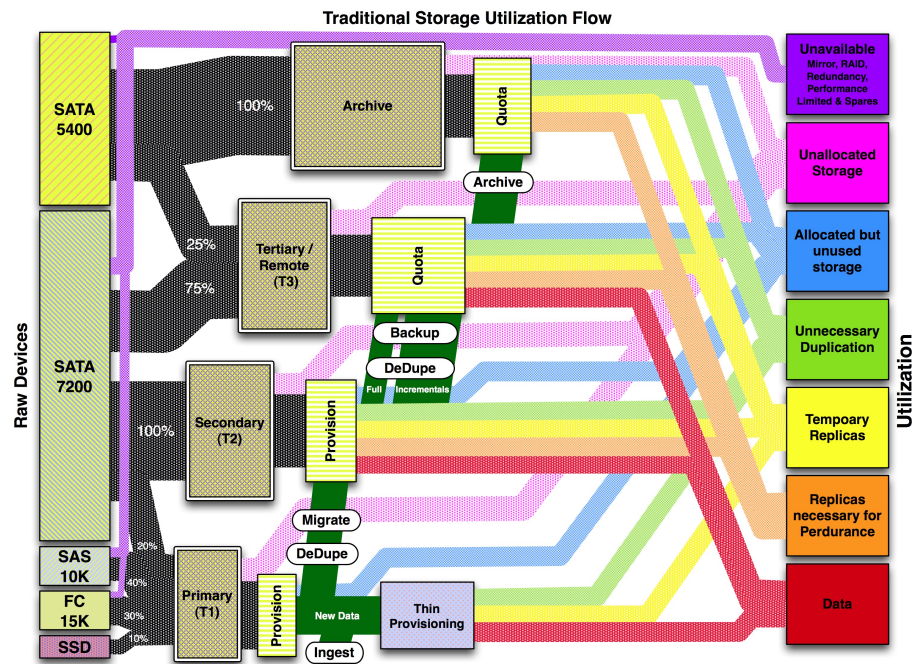 Traditional Storage Utilization Flow
Raw Devices
SATA
5400
SATA
7200
SAS
10K
FC
15K
SSD
100%
25%
75%
100%
20%
40%
30%
10%
Archive
Tertiary /
Remote
(T3)
Secondary
(T2)
Primary
(T1)
Quota
Archive
Quota
Backup
DeDupe
Full
Incrementals
Provision
Migrate
DeDupe
Provision
New Data
Ingest
Thin
Provisioning
Unavailable
Mirror, RAID,
Redundancy,
Performance
Limited & Spares
Unallocated
Storage
Allocated but
unused
storage
Unnecessary
Duplication
Tempoary
Replicas
Replicas
necessary for
Perdurance
Data
Utilization